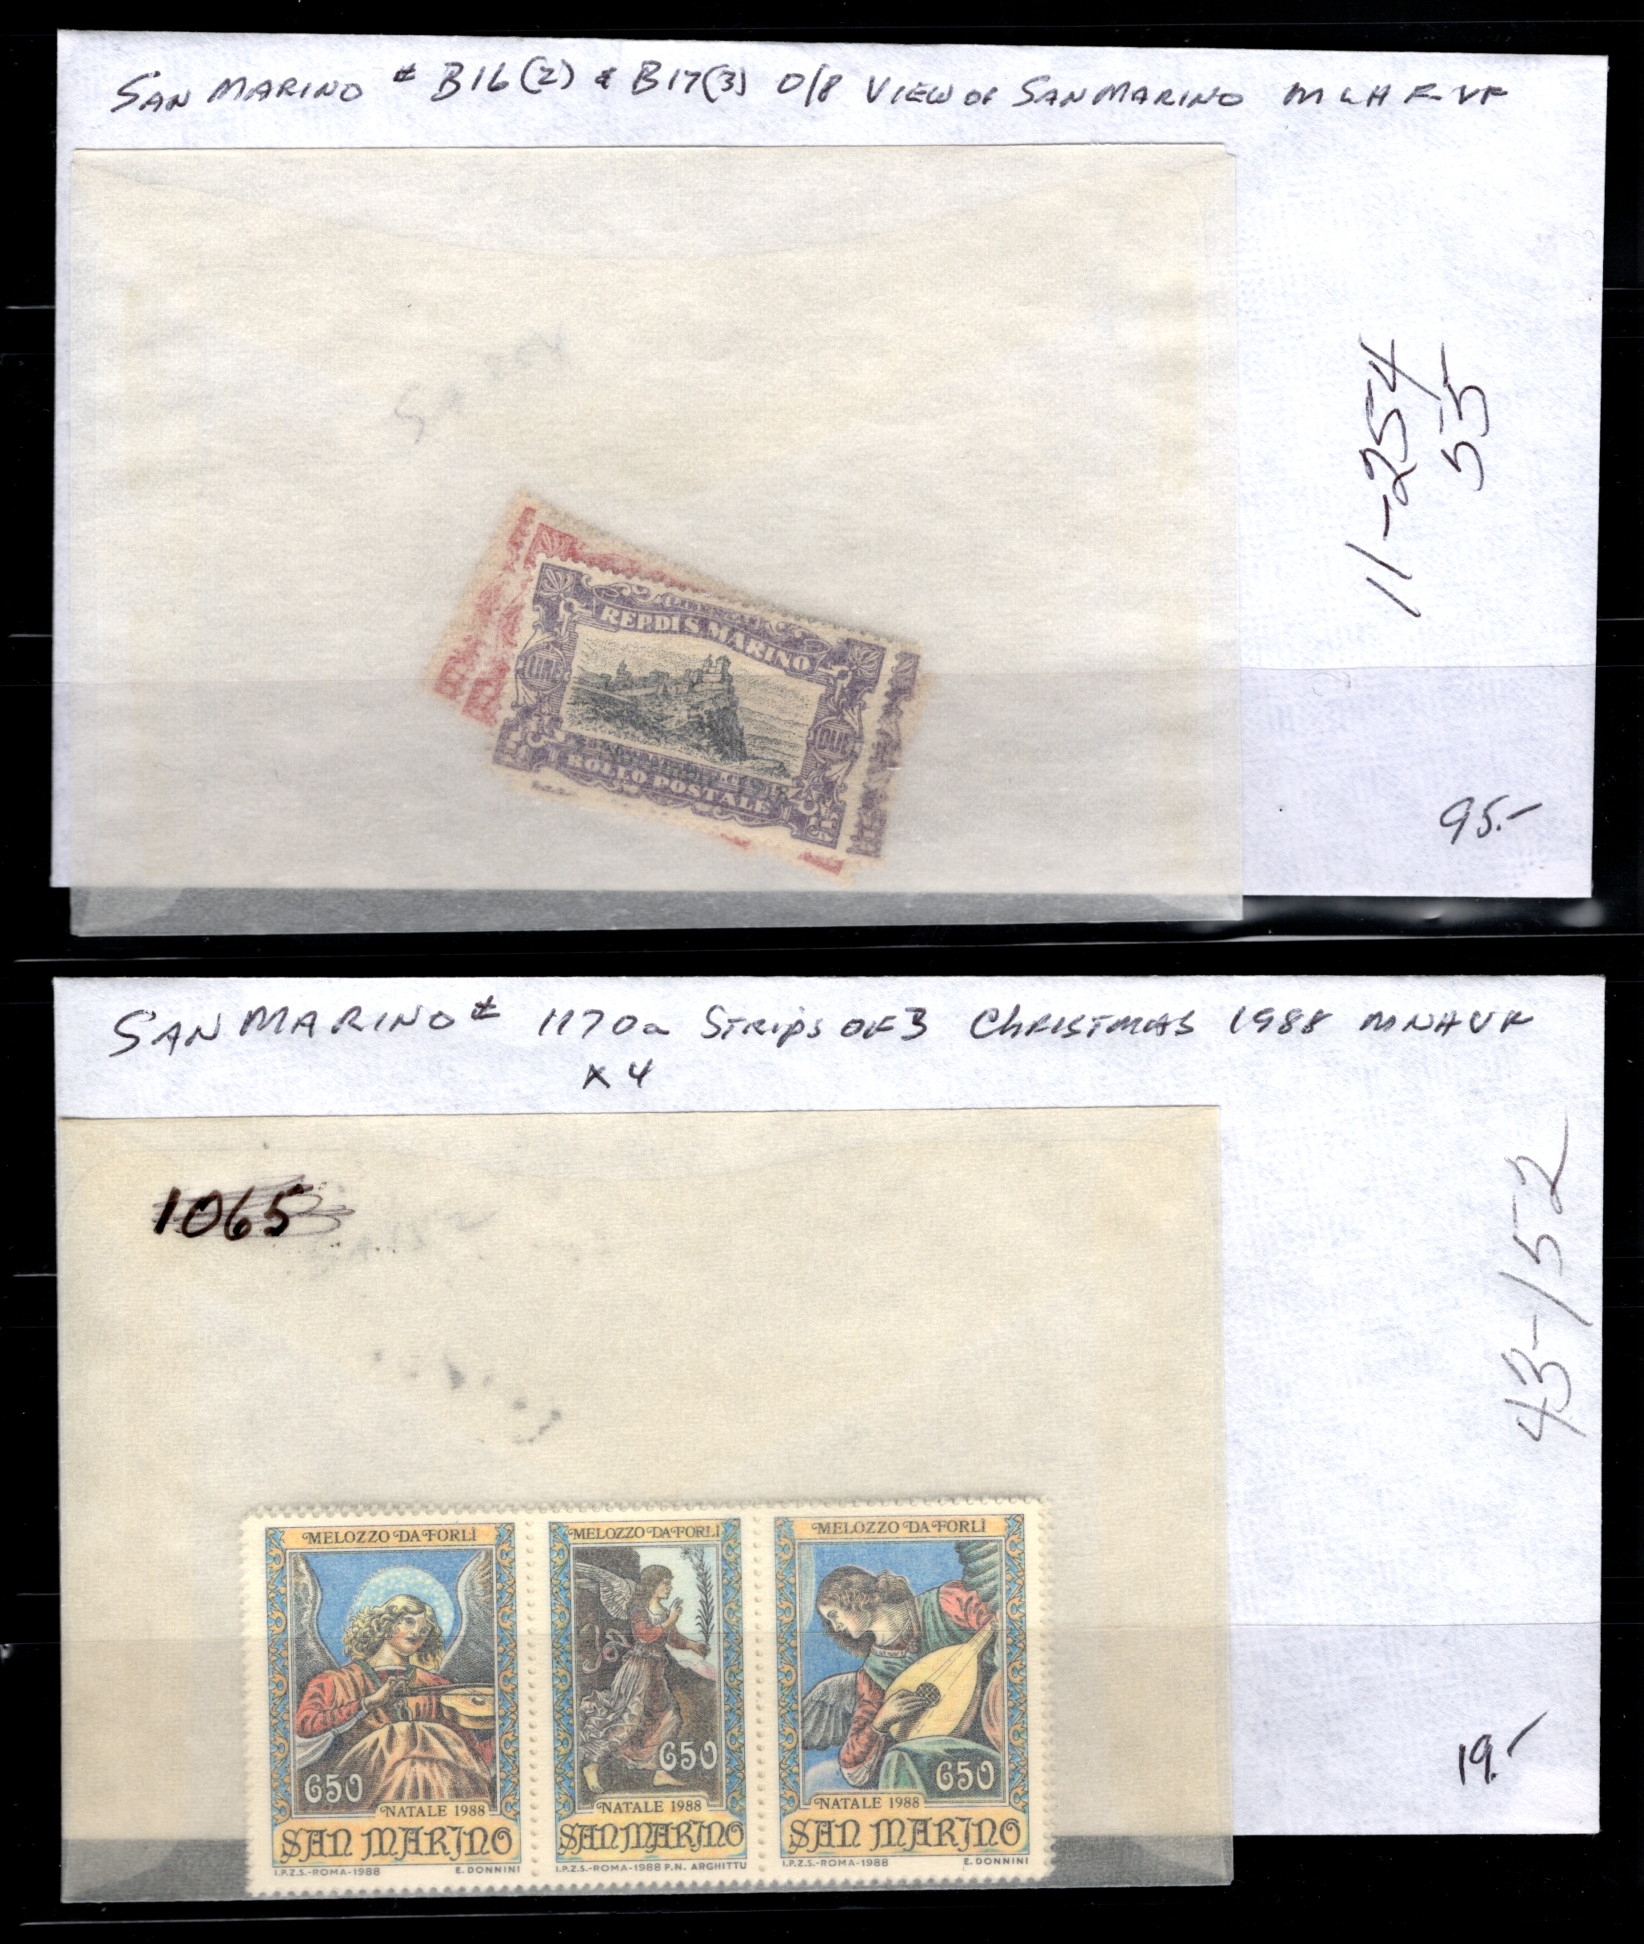 SAN MARINO # B16(2) & B17(3) O/8 VIEW OF SAN MARINO MLH F-VF
11-254
55
REP. DI S. MARINO
LIRE
DUE
BOLLO POSTALE
95.-
SAN MARINO # 1170a STRIPS OF 3 CHRISTMAS 1988 MNHVF
x 4
1065
43-152
MELOZZO DA FORLÌ
650
NATALE 1988
SAN MARINO
I.P.Z.S.-ROMA-1988 E. DONNINI
MELOZZO DA FORLÌ
650
NATALE 1988
SAN MARINO
I.P.Z.S.-ROMA-1988 P.N. ARGHITTU
MELOZZO DA FORLÌ
650
NATALE 1988
SAN MARINO
I.P.Z.S.-ROMA-1988 E. DONNINI
19.-